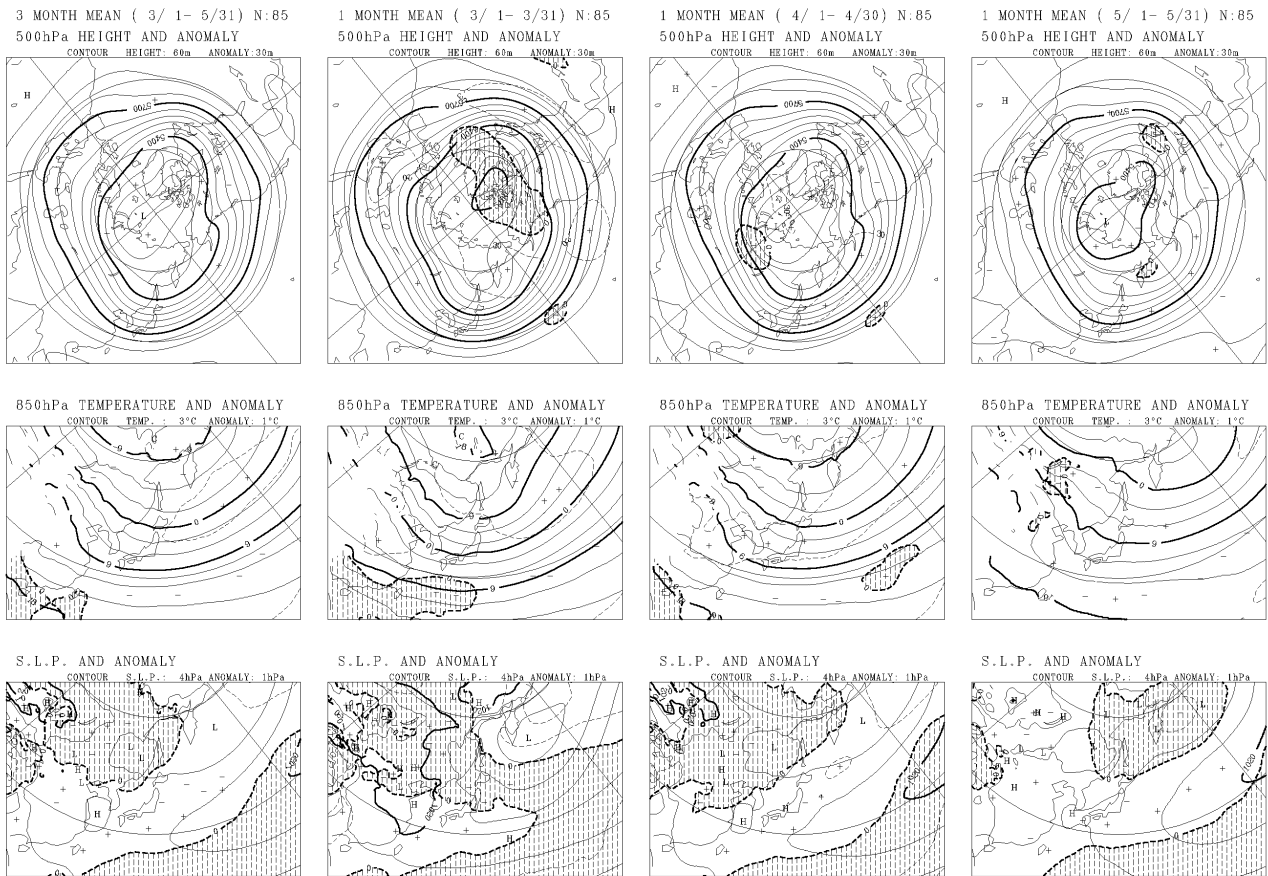 3 MONTH MEAN ( 3/ 1- 5/31) N:85
500hPa HEIGHT AND ANOMALY
CONTOUR HEIGHT: 60m ANOMALY:30m
1 MONTH MEAN ( 3/ 1- 3/31) N:85
500hPa HEIGHT AND ANOMALY
CONTOUR HEIGHT: 60m ANOMALY:30m
1 MONTH MEAN ( 4/ 1- 4/30) N:85
500hPa HEIGHT AND ANOMALY
CONTOUR HEIGHT: 60m ANOMALY:30m
1 MONTH MEAN ( 5/ 1- 5/31) N:85
500hPa HEIGHT AND ANOMALY
CONTOUR HEIGHT: 60m ANOMALY:30m
H
5700
5400
L
H
5700
H
5700
5400
L
850hPa TEMPERATURE AND ANOMALY
CONTOUR TEMP. : 3°C ANOMALY: 1°C
850hPa TEMPERATURE AND ANOMALY
CONTOUR TEMP. : 3°C ANOMALY: 1°C
850hPa TEMPERATURE AND ANOMALY
CONTOUR TEMP. : 3°C ANOMALY: 1°C
850hPa TEMPERATURE AND ANOMALY
CONTOUR TEMP. : 3°C ANOMALY: 1°C
S.L.P. AND ANOMALY
CONTOUR S.L.P.: 4hPa ANOMALY: 1hPa
S.L.P. AND ANOMALY
CONTOUR S.L.P.: 4hPa ANOMALY: 1hPa
S.L.P. AND ANOMALY
CONTOUR S.L.P.: 4hPa ANOMALY: 1hPa
S.L.P. AND ANOMALY
CONTOUR S.L.P.: 4hPa ANOMALY: 1hPa
L
H
L
H
L
H
L
H
1020